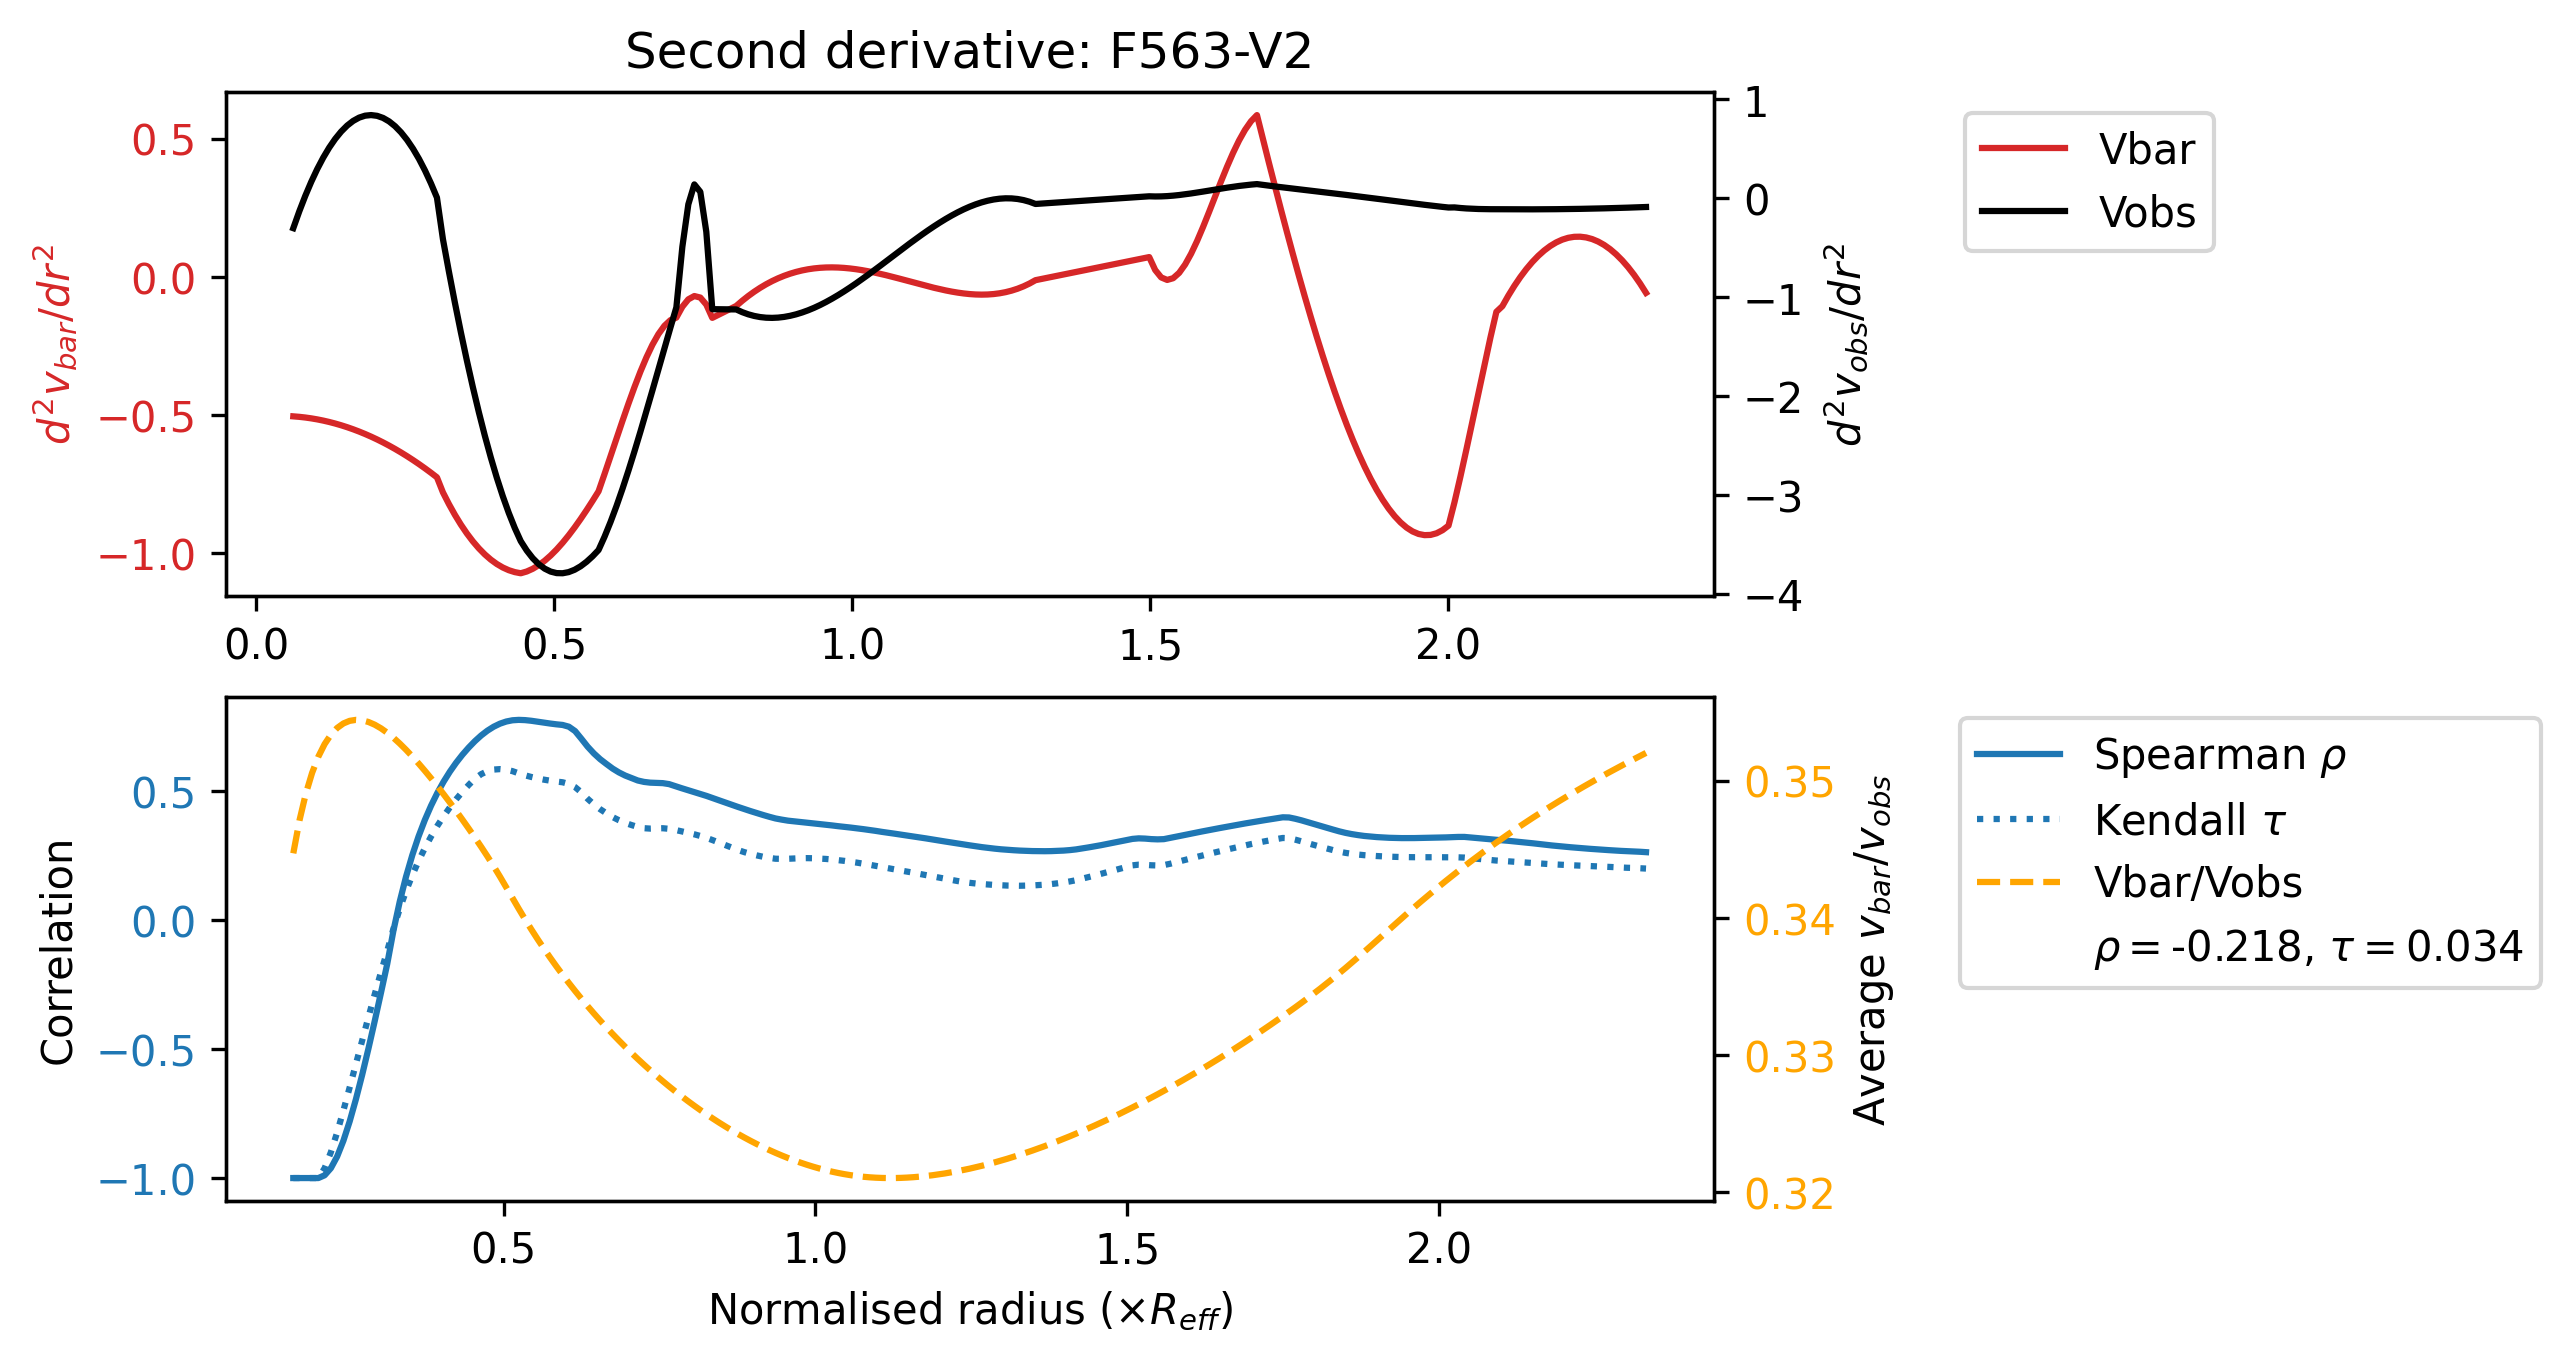 Second derivative: F563-V2
d²v_bar/dr²
0.5
0.0
−0.5
−1.0
1
0
−1
−2
−3
−4
d²v_obs/dr²
0.0 0.5 1.0 1.5 2.0
Vbar
Vobs
Correlation
0.5
0.0
−0.5
−1.0
0.35
0.34
0.33
0.32
Average v_bar/v_obs
0.5 1.0 1.5 2.0
Normalised radius (×R_eff)
Spearman ρ
Kendall τ
Vbar/Vobs
ρ = -0.218, τ = 0.034